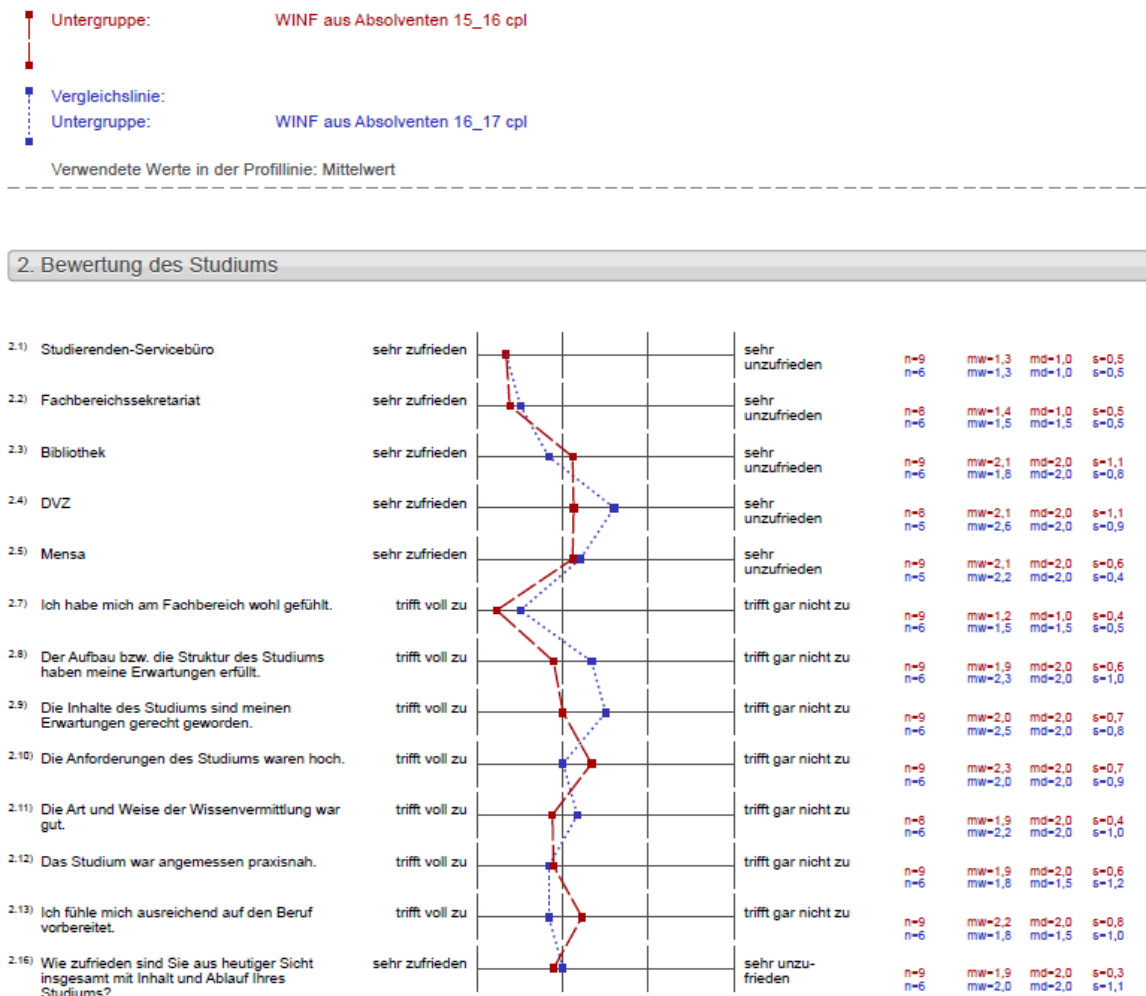 Untergruppe: WINF aus Absolventen 15_16 cpl
Vergleichslinie:
Untergruppe: WINF aus Absolventen 16_17 cpl
Verwendete Werte in der Profillinie: Mittelwert
2. Bewertung des Studiums
2.1) Studierenden-Servicebüro sehr zufrieden sehr
unzufrieden
n=9 mw=1,3 md=1,0 s=0,5
n=6 mw=1,3 md=1,0 s=0,5
2.2) Fachbereichssekretariat sehr zufrieden sehr
unzufrieden
n=8 mw=1,4 md=1,0 s=0,5
n=6 mw=1,5 md=1,5 s=0,5
2.3) Bibliothek sehr zufrieden sehr
unzufrieden
n=9 mw=2,1 md=2,0 s=1,1
n=6 mw=1,8 md=2,0 s=0,8
2.4) DVZ sehr zufrieden sehr
unzufrieden
n=8 mw=2,1 md=2,0 s=1,1
n=5 mw=2,6 md=2,0 s=0,9
2.5) Mensa sehr zufrieden sehr
unzufrieden
n=9 mw=2,1 md=2,0 s=0,6
n=5 mw=2,2 md=2,0 s=0,4
2.7) Ich habe mich am Fachbereich wohl gefühlt. trifft voll zu trifft gar nicht zu
n=9 mw=1,2 md=1,0 s=0,4
n=6 mw=1,5 md=1,5 s=0,5
2.8) Der Aufbau bzw. die Struktur des Studiums trifft voll zu trifft gar nicht zu
haben meine Erwartungen erfüllt.
n=9 mw=1,9 md=2,0 s=0,6
n=6 mw=2,3 md=2,0 s=1,0
2.9) Die Inhalte des Studiums sind meinen trifft voll zu trifft gar nicht zu
Erwartungen gerecht geworden.
n=9 mw=2,0 md=2,0 s=0,7
n=6 mw=2,5 md=2,0 s=0,8
2.10) Die Anforderungen des Studiums waren hoch. trifft voll zu trifft gar nicht zu
n=9 mw=2,3 md=2,0 s=0,7
n=6 mw=2,0 md=2,0 s=0,9
2.11) Die Art und Weise der Wissenvermittlung war trifft voll zu trifft gar nicht zu
gut.
n=8 mw=1,9 md=2,0 s=0,4
n=6 mw=2,2 md=2,0 s=1,0
2.12) Das Studium war angemessen praxisnah. trifft voll zu trifft gar nicht zu
n=9 mw=1,9 md=2,0 s=0,6
n=6 mw=1,8 md=1,5 s=1,2
2.13) Ich fühle mich ausreichend auf den Beruf trifft voll zu trifft gar nicht zu
vorbereitet.
n=9 mw=2,2 md=2,0 s=0,8
n=6 mw=1,8 md=1,5 s=1,0
2.16) Wie zufrieden sind Sie aus heutiger Sicht sehr zufrieden sehr unzu-
insgesamt mit Inhalt und Ablauf Ihres frieden
n=9 mw=1,9 md=2,0 s=0,3
n=6 mw=2,0 md=2,0 s=1,1
Studiums?